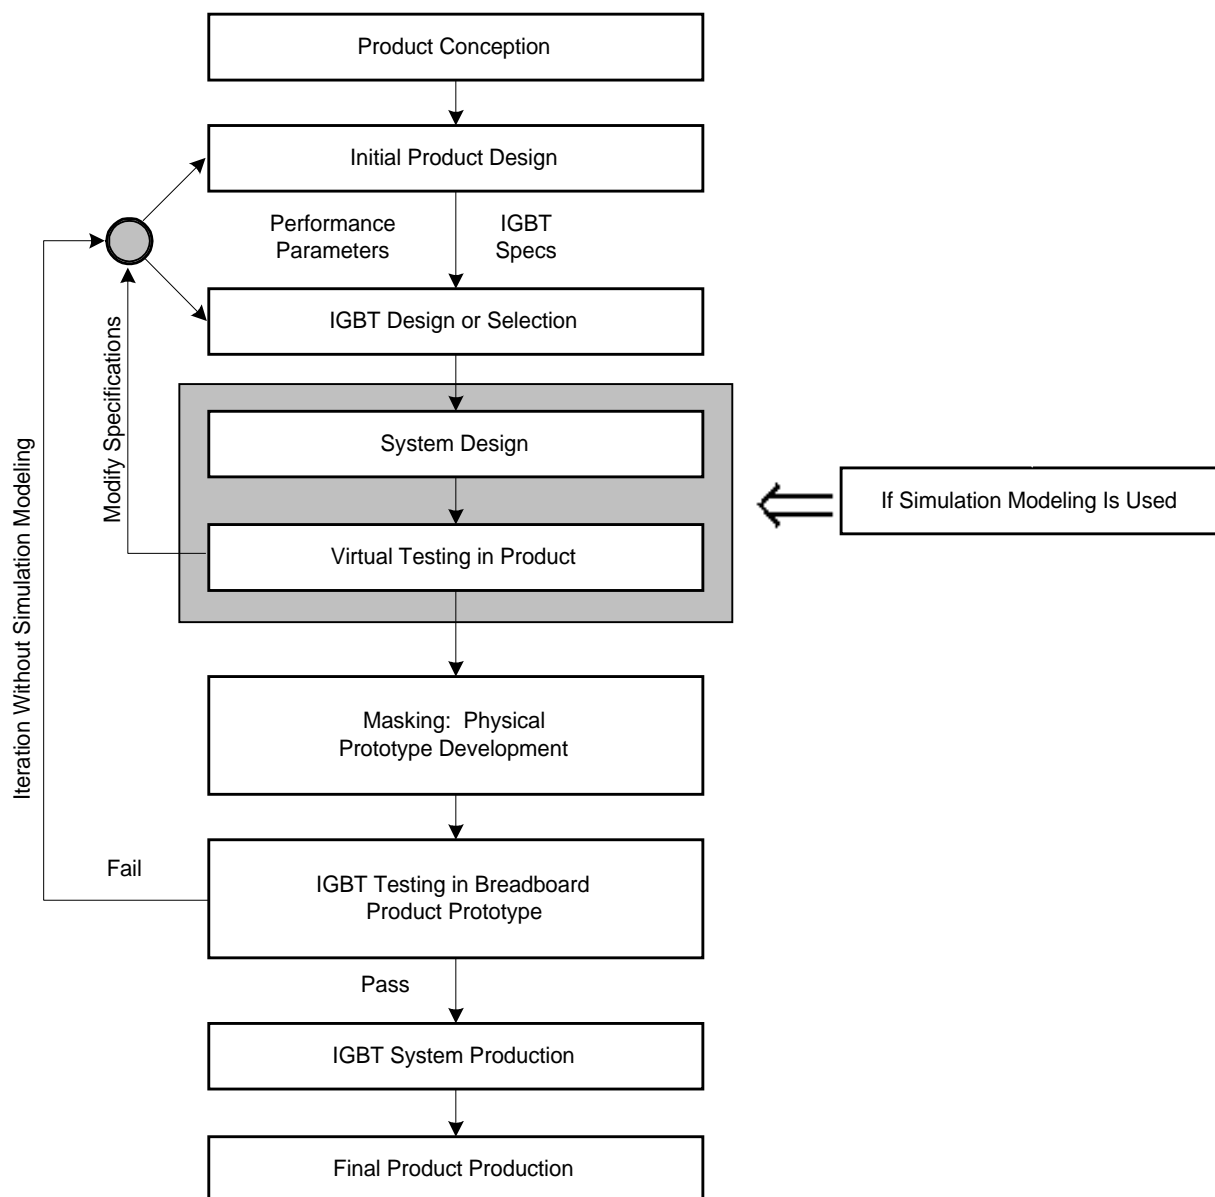 Product Conception
Initial Product Design
Performance
Parameters
IGBT
Specs
IGBT Design or Selection
Modify Specifications
System Design
Virtual Testing in Product
If Simulation Modeling Is Used
Iteration Without Simulation Modeling
Masking:  Physical
Prototype Development
Fail
IGBT Testing in Breadboard
Product Prototype
Pass
IGBT System Production
Final Product Production